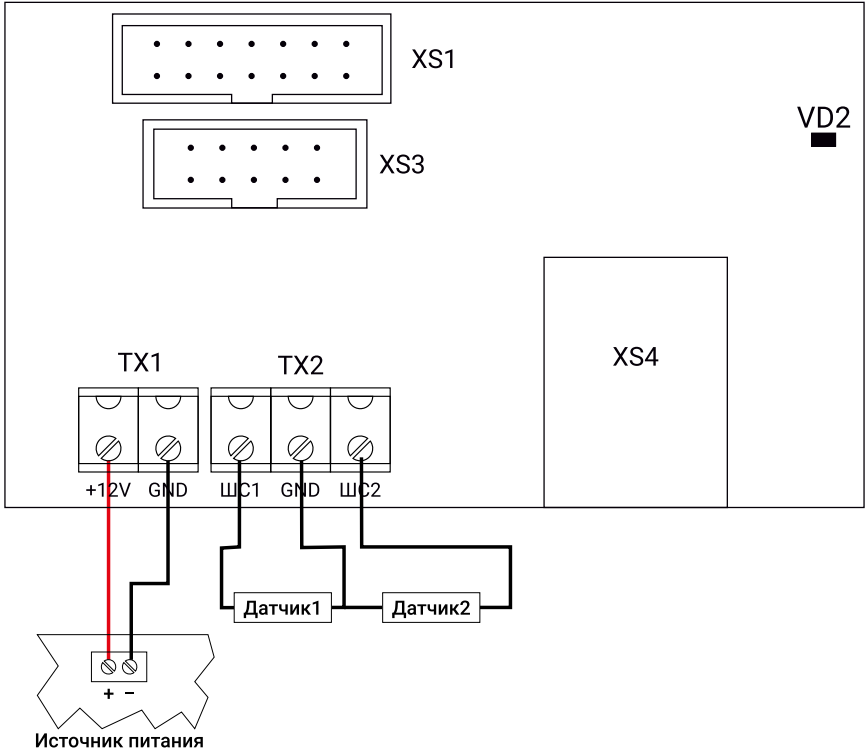 XS1
VD2
XS3
XS4
TX1
TX2
+12V
GND
ШС1
GND
ШС2
Датчик1
Датчик2
+ −
Источник питания